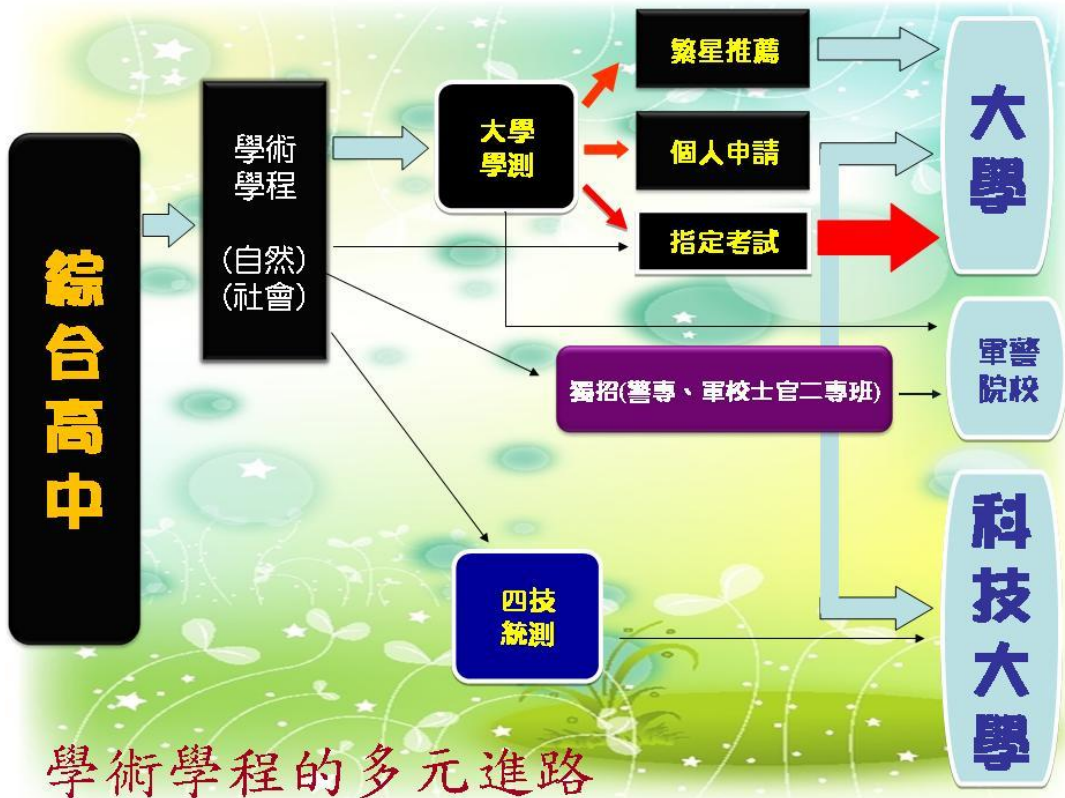 綜合高中
學術
學程
(自然)
(社會)
大學
學測
繁星推薦
個人申請
指定考試
獨招(警專、軍校士官二專班)
四技
統測
大學
軍警
院校
科技大學
學術學程的多元進路